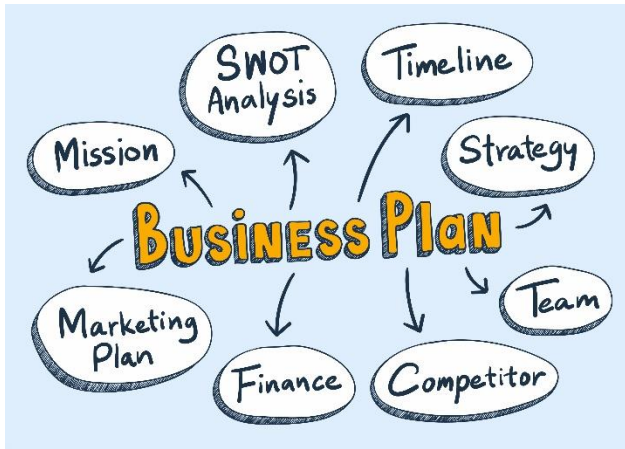 SWOT
Analysis
Timeline
Mission
Strategy
Business Plan
Team
Marketing
Plan
Finance
Competitor